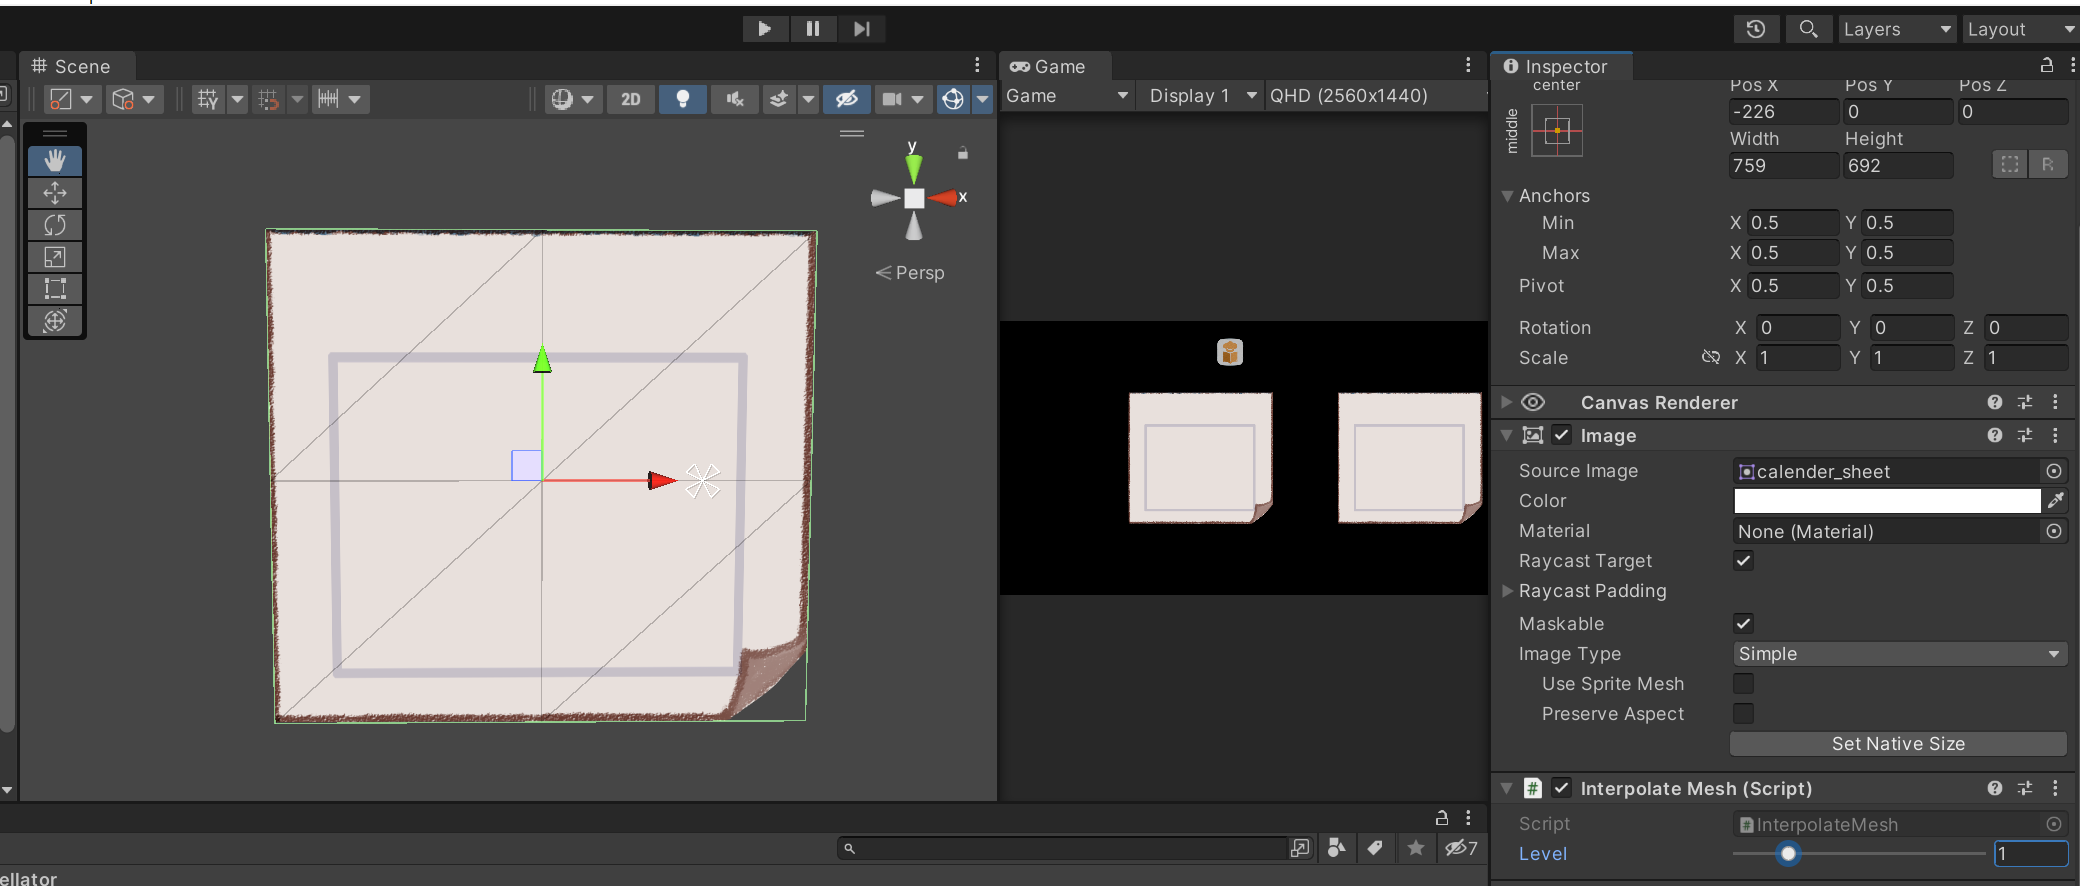 Layers
Layout
Scene
Game
Inspector
2D
Game
Display 1
QHD (2560x1440)
center
middle
Pos X
Pos Y
Pos Z
-226
0
0
Width
Height
759
692
R
y
x
Persp
Anchors
Min
X 0.5
Y 0.5
Max
X 0.5
Y 0.5
Pivot
X 0.5
Y 0.5
Rotation
X 0
Y 0
Z 0
Scale
X 1
Y 1
Z 1
Canvas Renderer
Image
Source Image
calender_sheet
Color
Material
None (Material)
Raycast Target
Raycast Padding
Maskable
Image Type
Simple
Use Sprite Mesh
Preserve Aspect
Set Native Size
# Interpolate Mesh (Script)
Script
# InterpolateMesh
Level
1
7
ellator